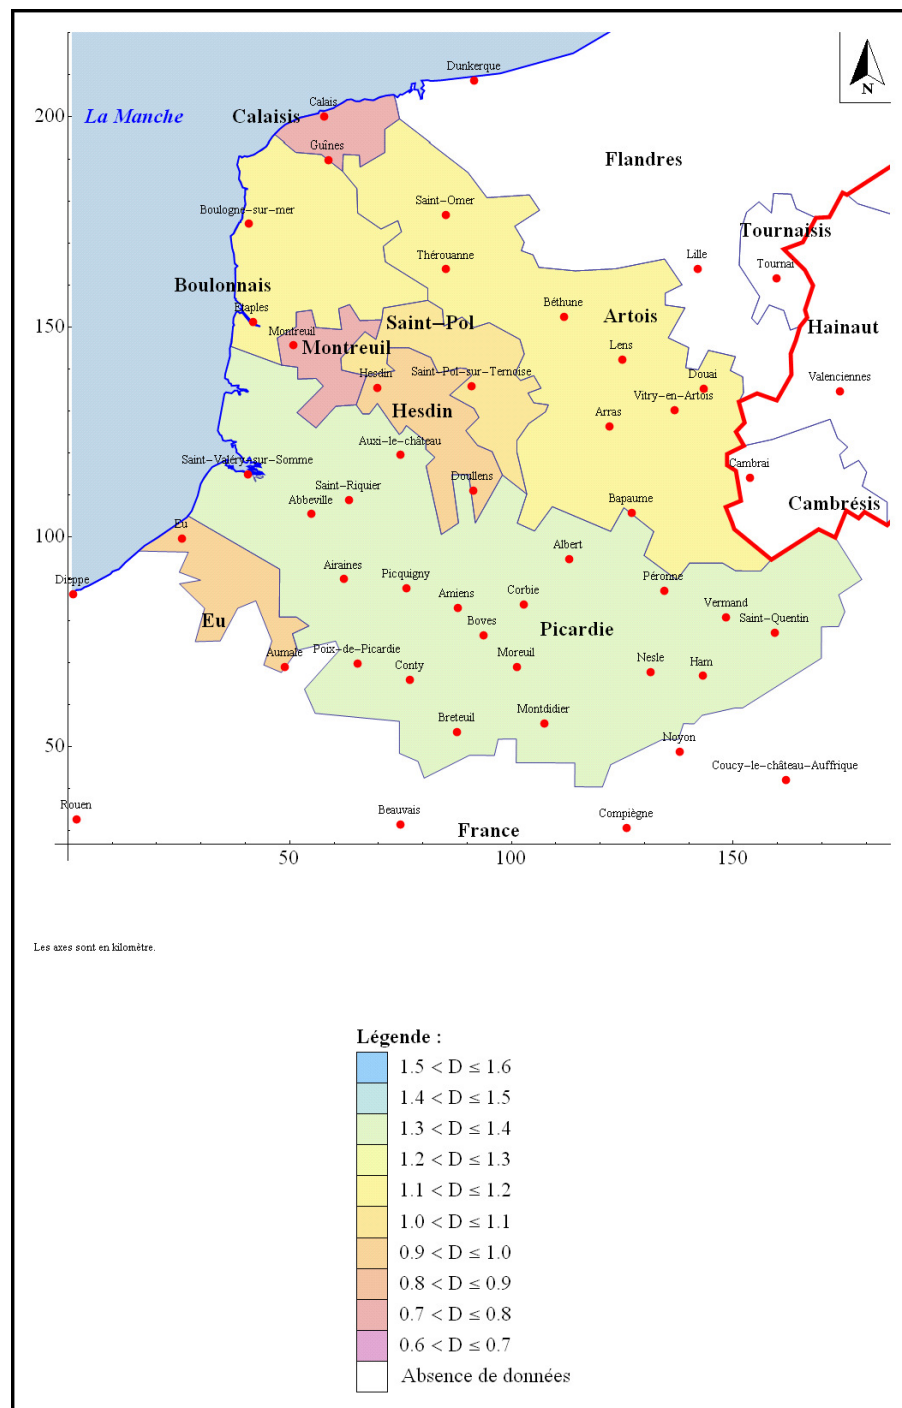 Dunkerque
N
Calais
200
La Manche
Calaisis
Guînes
Flandres
Saint-Omer
Boulogne-sur-mer
Tournaisis
Thérouanne
Lille
Tournai
Boulonnais
Etaples
Béthune
Artois
150
Saint-Pol
Hainaut
Montreuil
Montreuil
Lens
Hesdin
Saint-Pol-sur-Ternoise
Douai
Valenciennes
Vitry-en-Artois
Hesdin
Arras
Auxi-le-château
Saint-Valéry-sur-Somme
Cambrai
Saint-Riquier
Doullens
Abbeville
Bapaume
Cambrésis
100
Eu
Albert
Airaines
Picquigny
Péronne
Dieppe
Amiens
Corbie
Vermand
Eu
Boves
Picardie
Saint-Quentin
Aumale
Poix-de-Picardie
Conty
Moreuil
Nesle
Ham
Breteuil
Montdidier
50
Noyon
Coucy-le-château-Auffrique
Rouen
Beauvais
Compiègne
France
50
100
150
Les axes sont en kilomètre.
Légende :
1.5 < D ≤ 1.6
1.4 < D ≤ 1.5
1.3 < D ≤ 1.4
1.2 < D ≤ 1.3
1.1 < D ≤ 1.2
1.0 < D ≤ 1.1
0.9 < D ≤ 1.0
0.8 < D ≤ 0.9
0.7 < D ≤ 0.8
0.6 < D ≤ 0.7
Absence de données